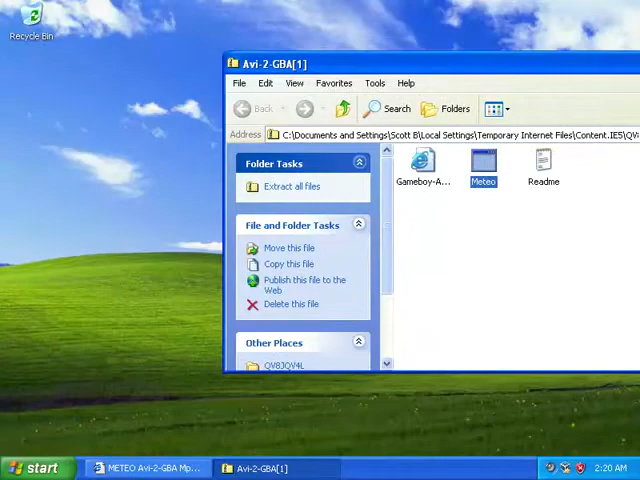 Recycle Bin
Avi-2-GBA[1]
File Edit View Favorites Tools Help
Back Search Folders
Address C:\Documents and Settings\Scott B\Local Settings\Temporary Internet Files\Content.IE5\QV8
Folder Tasks
Extract all files
File and Folder Tasks
Move this file
Copy this file
Publish this file to the
Web
Delete this file
Other Places
QV8JQV4L
Gameboy-A... Meteo Readme
start METEO Avi-2-GBA Mp... Avi-2-GBA[1] 2:20 AM